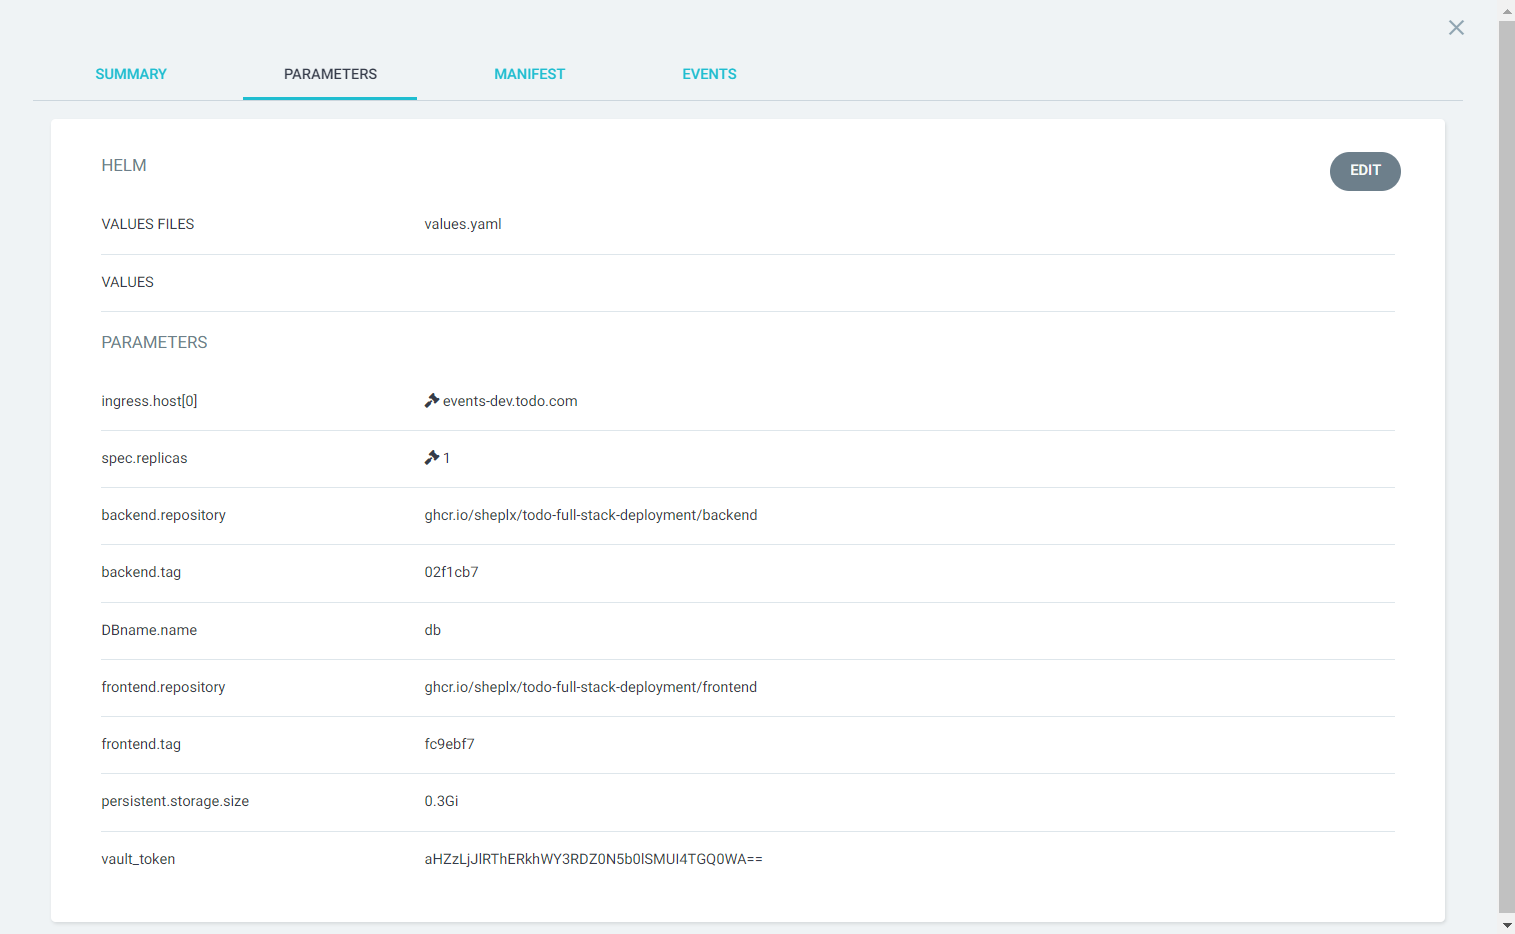 SUMMARY PARAMETERS MANIFEST EVENTS
HELM
EDIT
VALUES FILES values.yaml
VALUES
PARAMETERS
ingress.host[0] events-dev.todo.com
spec.replicas 1
backend.repository ghcr.io/sheplx/todo-full-stack-deployment/backend
backend.tag 02f1cb7
DBname.name db
frontend.repository ghcr.io/sheplx/todo-full-stack-deployment/frontend
frontend.tag fc9ebf7
persistent.storage.size 0.3Gi
vault_token aHZzLjJlRThERkhWY3RDZ0N5b0lSMUI4TGQ0WA==